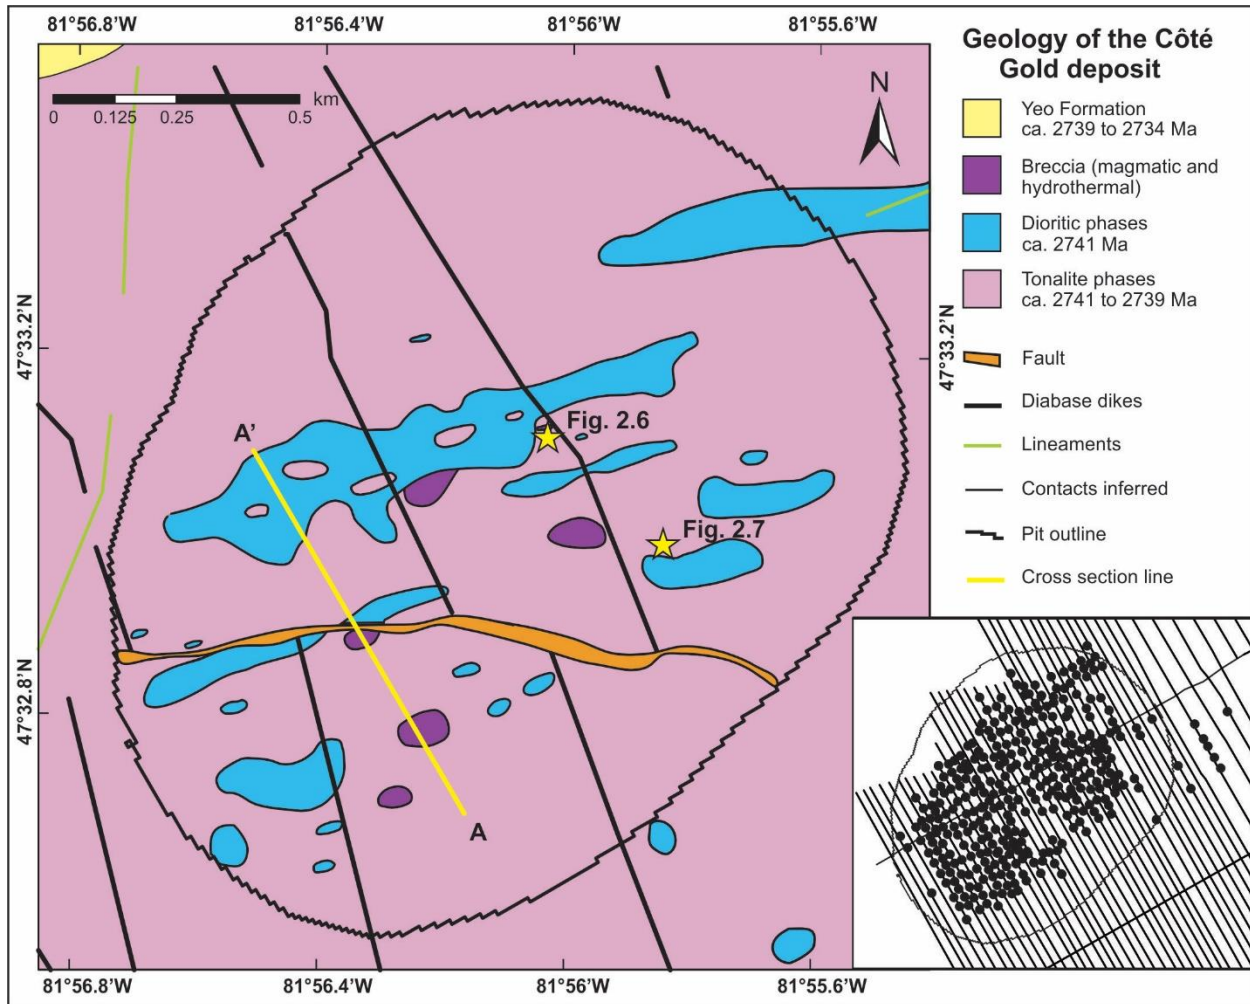 81°56.8'W 81°56.4'W 81°56'W 81°55.6'W
Geology of the Côté
Gold deposit
N
km
0 0.125 0.25 0.5
Yeo Formation
ca. 2739 to 2734 Ma
Breccia (magmatic and
hydrothermal)
Dioritic phases
ca. 2741 Ma
Tonalite phases
ca. 2741 to 2739 Ma
47°33.2'N
47°33.2'N
Fault
Diabase dikes
Lineaments
Contacts inferred
Pit outline
Cross section line
A'
Fig. 2.6
Fig. 2.7
47°32.8'N
A
81°56.8'W 81°56.4'W 81°56'W 81°55.6'W